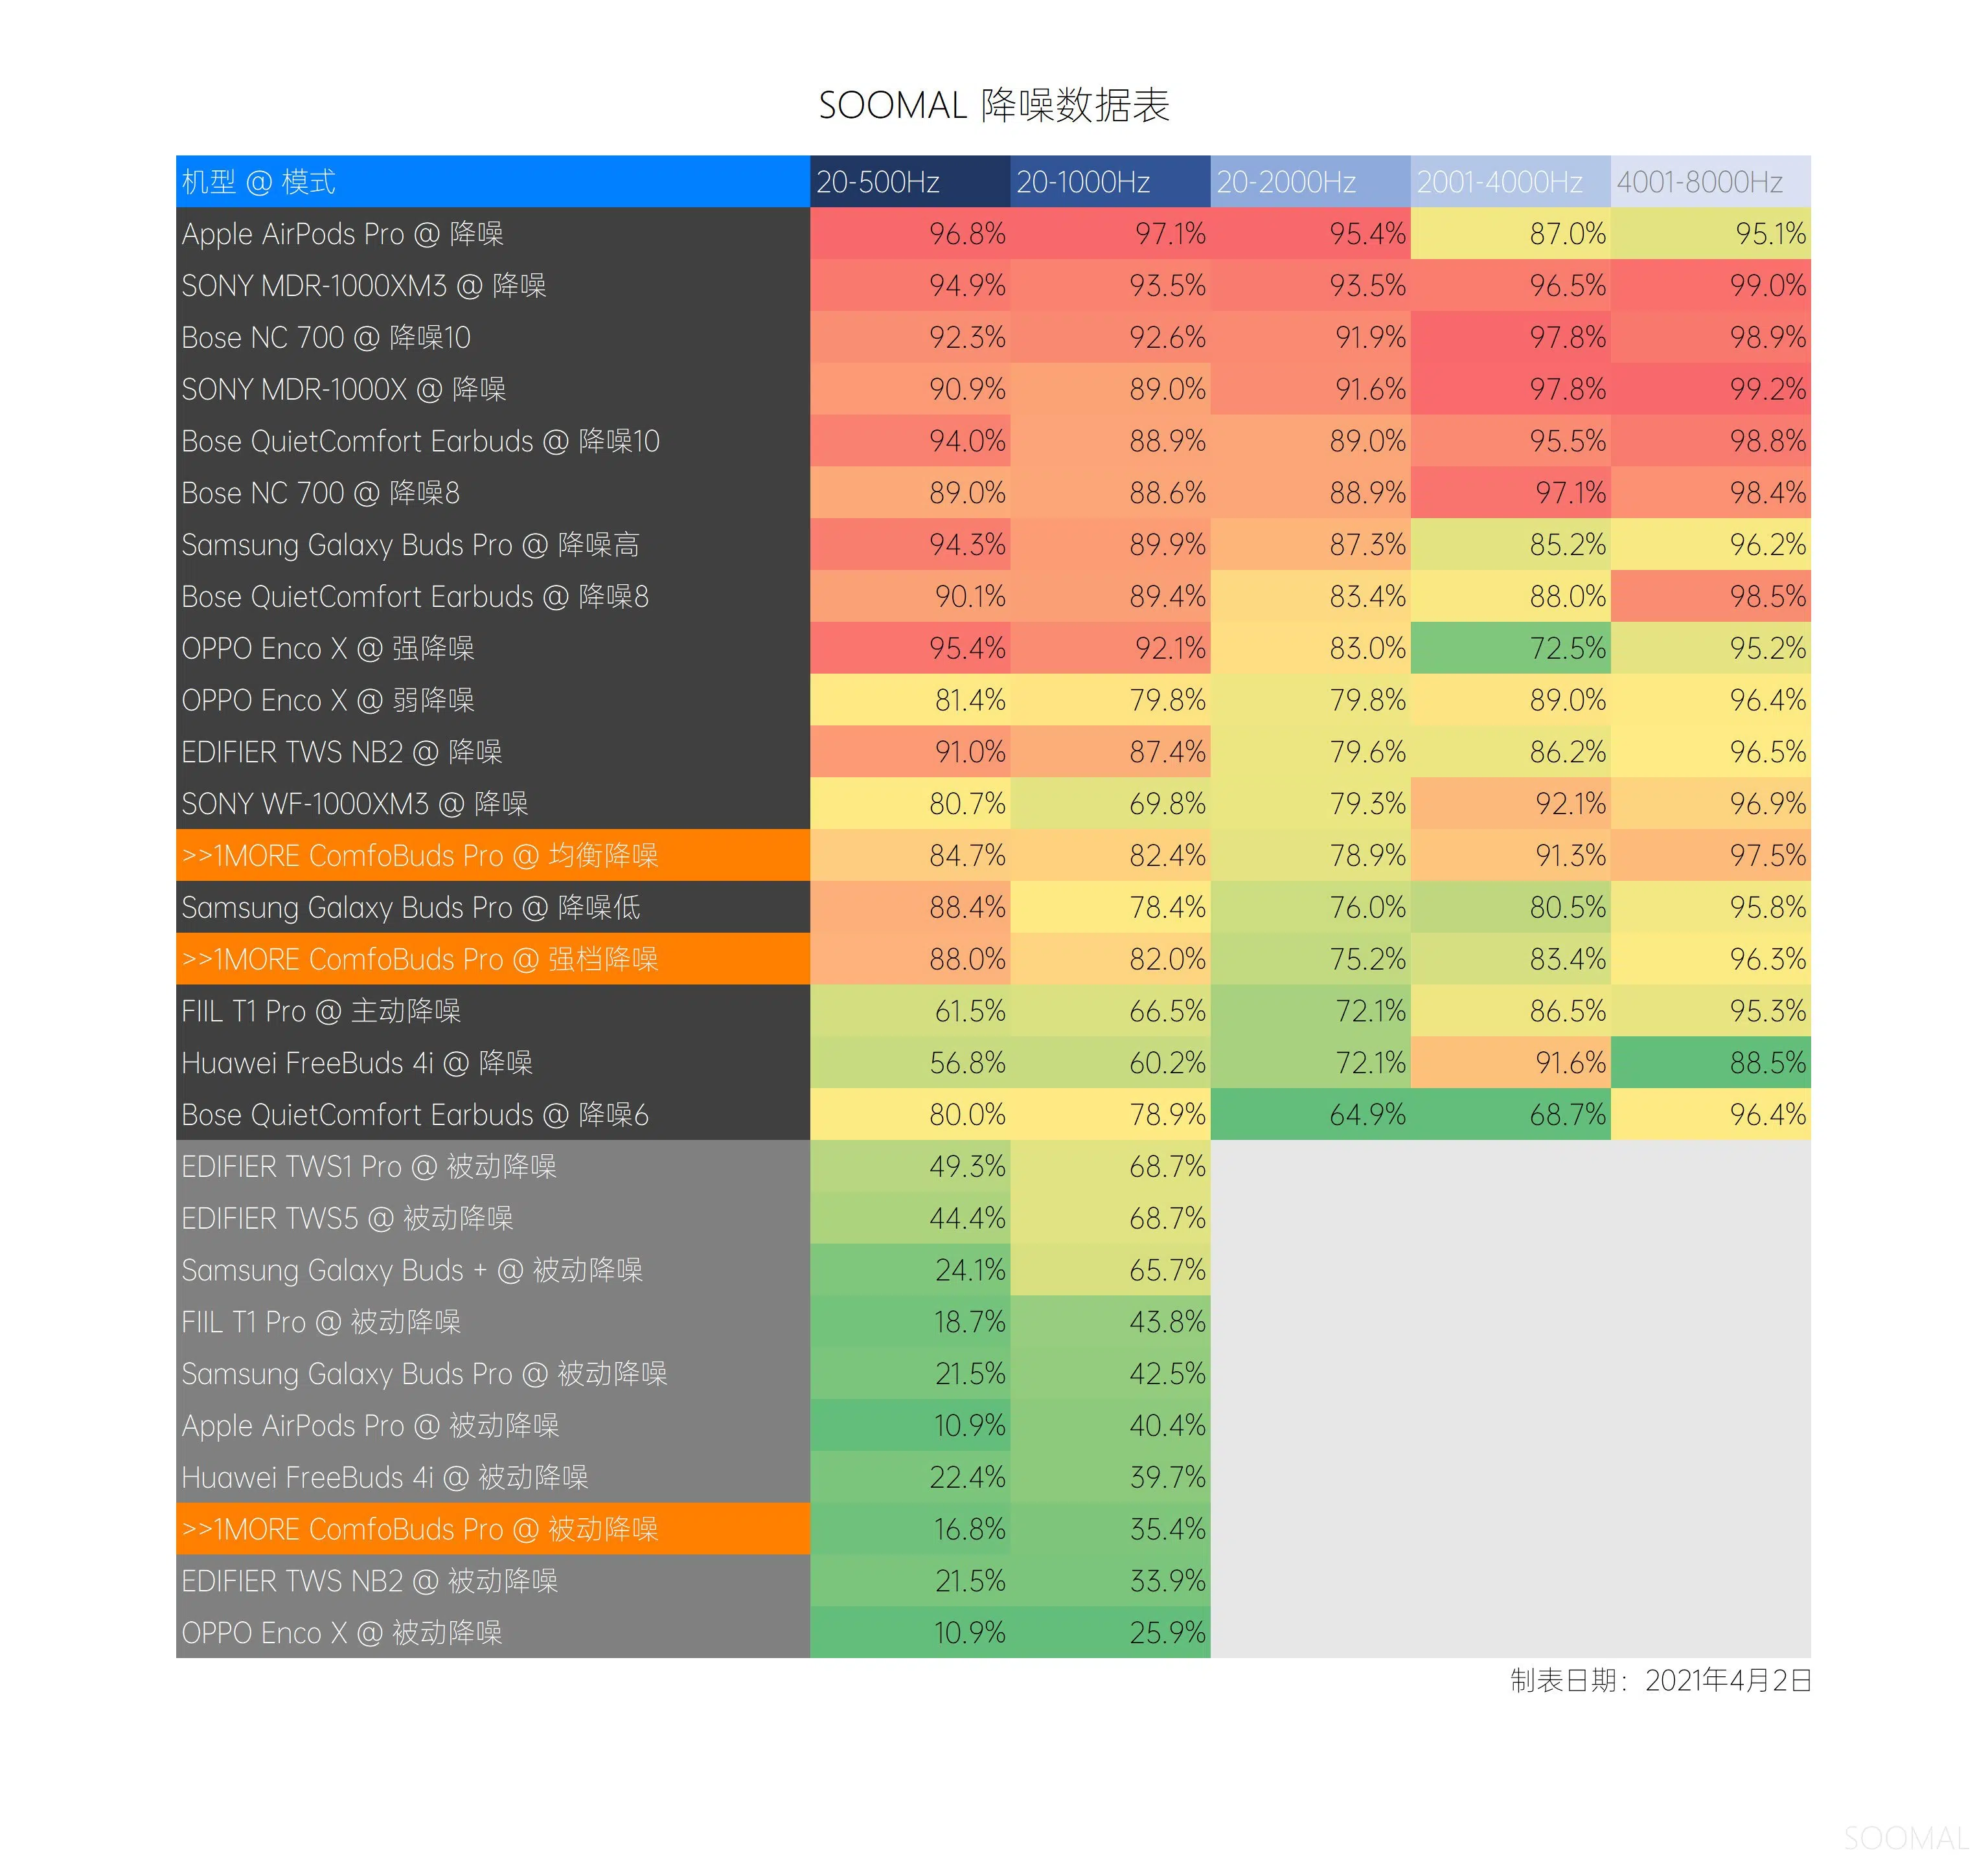 SOOMAL 降噪数据表
机型 @ 模式 20-500Hz 20-1000Hz 20-2000Hz 2001-4000Hz 4001-8000Hz
Apple AirPods Pro @ 降噪 96.8% 97.1% 95.4% 87.0% 95.1%
SONY MDR-1000XM3 @ 降噪 94.9% 93.5% 93.5% 96.5% 99.0%
Bose NC 700 @ 降噪10 92.3% 92.6% 91.9% 97.8% 98.9%
SONY MDR-1000X @ 降噪 90.9% 89.0% 91.6% 97.8% 99.2%
Bose QuietComfort Earbuds @ 降噪10 94.0% 88.9% 89.0% 95.5% 98.8%
Bose NC 700 @ 降噪8 89.0% 88.6% 88.9% 97.1% 98.4%
Samsung Galaxy Buds Pro @ 降噪高 94.3% 89.9% 87.3% 85.2% 96.2%
Bose QuietComfort Earbuds @ 降噪8 90.1% 89.4% 83.4% 88.0% 98.5%
OPPO Enco X @ 强降噪 95.4% 92.1% 83.0% 72.5% 95.2%
OPPO Enco X @ 弱降噪 81.4% 79.8% 79.8% 89.0% 96.4%
EDIFIER TWS NB2 @ 降噪 91.0% 87.4% 79.6% 86.2% 96.5%
SONY WF-1000XM3 @ 降噪 80.7% 69.8% 79.3% 92.1% 96.9%
>>1MORE ComfoBuds Pro @ 均衡降噪 84.7% 82.4% 78.9% 91.3% 97.5%
Samsung Galaxy Buds Pro @ 降噪低 88.4% 78.4% 76.0% 80.5% 95.8%
>>1MORE ComfoBuds Pro @ 强档降噪 88.0% 82.0% 75.2% 83.4% 96.3%
FIIL T1 Pro @ 主动降噪 61.5% 66.5% 72.1% 86.5% 95.3%
Huawei FreeBuds 4i @ 降噪 56.8% 60.2% 72.1% 91.6% 88.5%
Bose QuietComfort Earbuds @ 降噪6 80.0% 78.9% 64.9% 68.7% 96.4%
EDIFIER TWS1 Pro @ 被动降噪 49.3% 68.7%
EDIFIER TWS5 @ 被动降噪 44.4% 68.7%
Samsung Galaxy Buds + @ 被动降噪 24.1% 65.7%
FIIL T1 Pro @ 被动降噪 18.7% 43.8%
Samsung Galaxy Buds Pro @ 被动降噪 21.5% 42.5%
Apple AirPods Pro @ 被动降噪 10.9% 40.4%
Huawei FreeBuds 4i @ 被动降噪 22.4% 39.7%
>>1MORE ComfoBuds Pro @ 被动降噪 16.8% 35.4%
EDIFIER TWS NB2 @ 被动降噪 21.5% 33.9%
OPPO Enco X @ 被动降噪 10.9% 25.9%
制表日期：2021年4月2日
SOOMAL